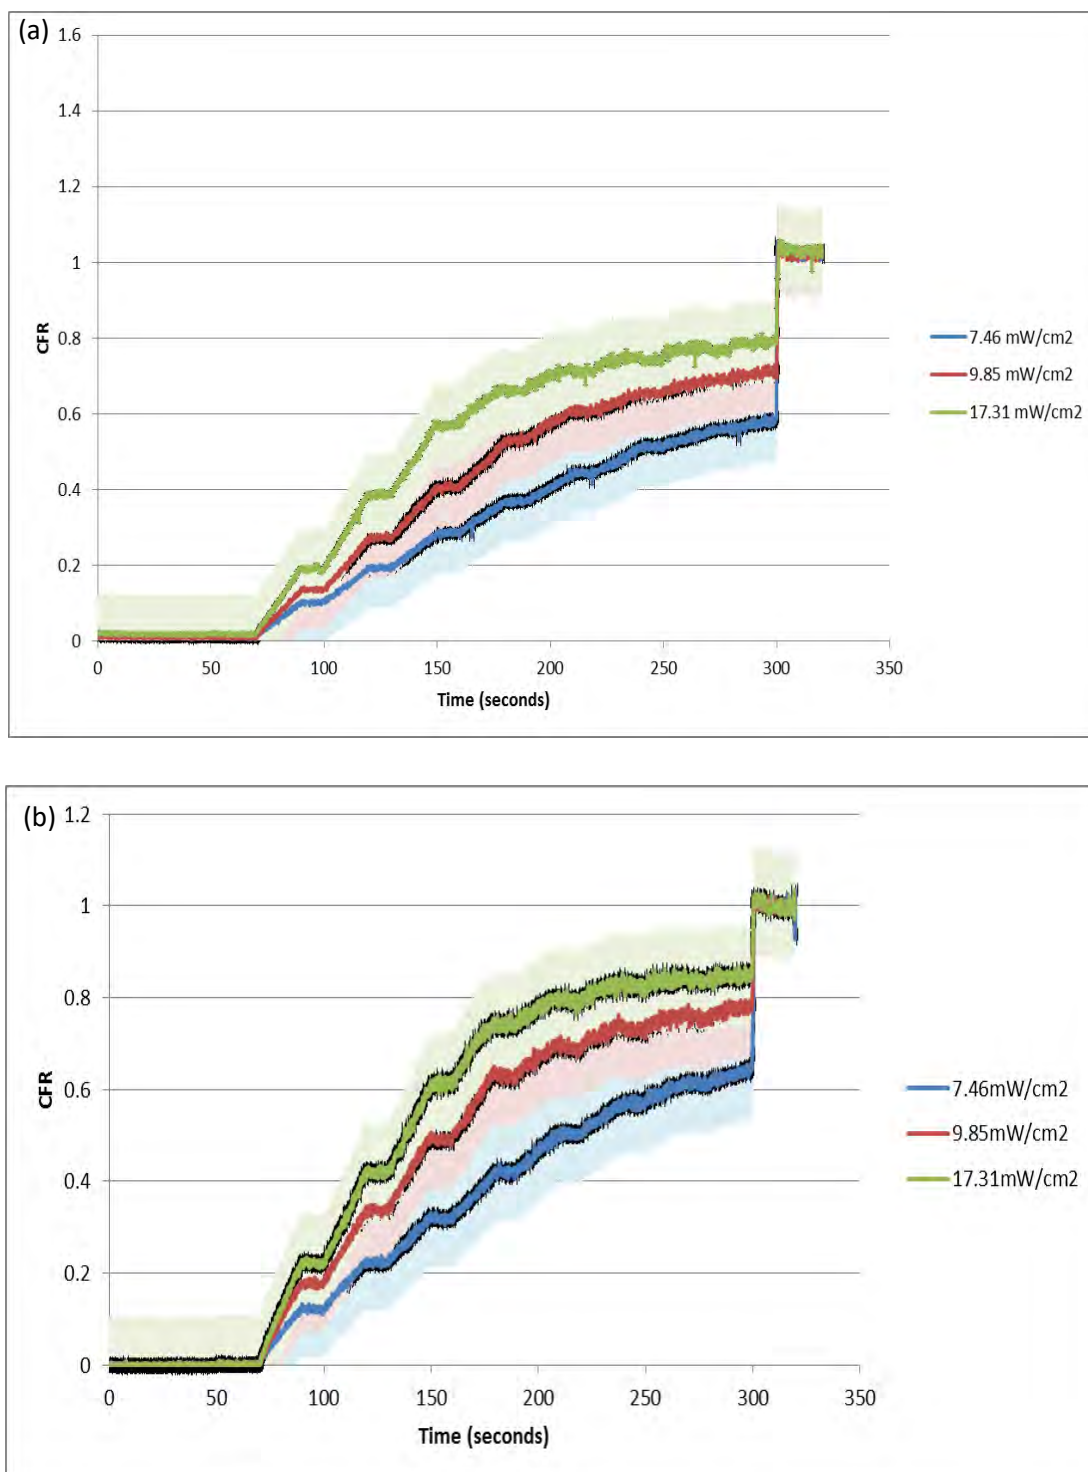 (a)
1.6
1.4
1.2
1
0.8
0.6
0.4
0.2
0
CFR
0 50 100 150 200 250 300 350
Time (seconds)
7.46 mW/cm2
9.85 mW/cm2
17.31 mW/cm2
(b)
1.2
1
0.8
0.6
0.4
0.2
0
CFR
0 50 100 150 200 250 300 350
Time (seconds)
7.46mW/cm2
9.85mW/cm2
17.31mW/cm2